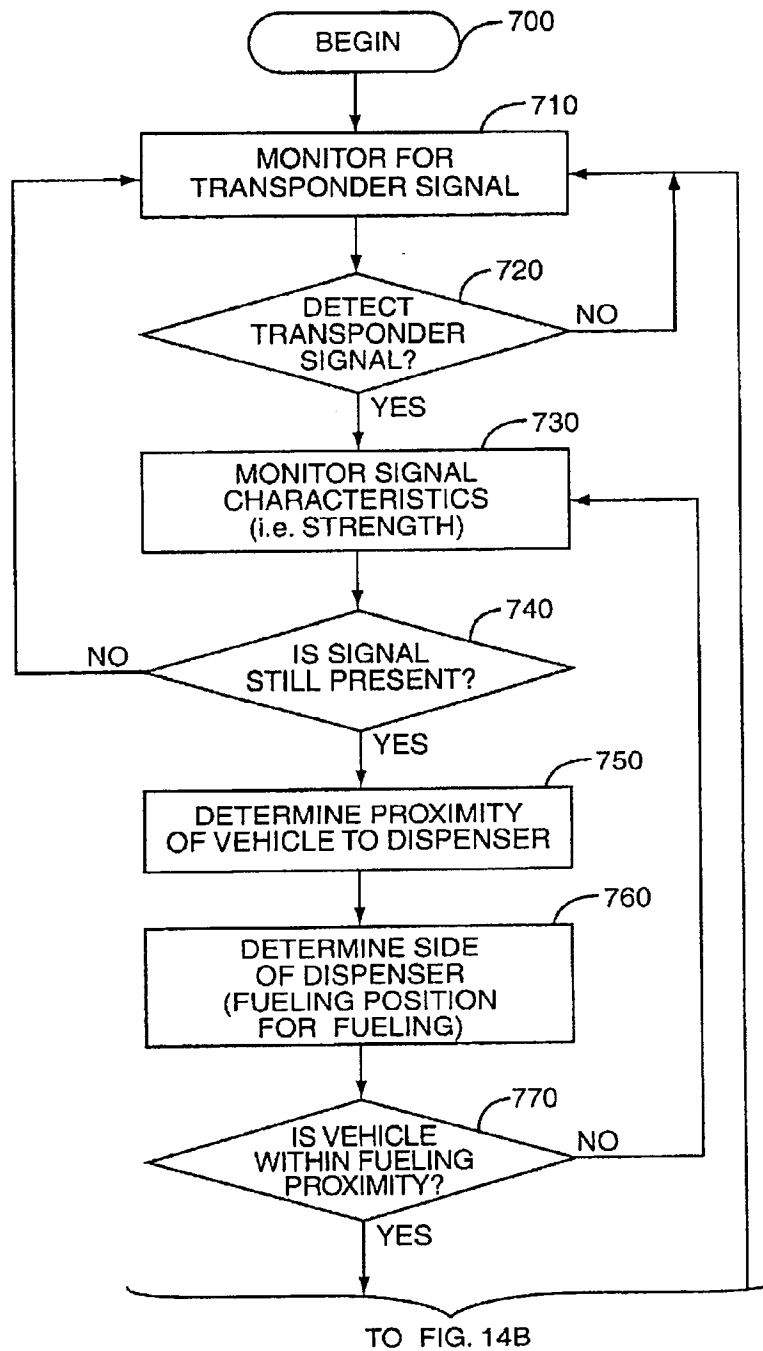 BEGIN
700
710
MONITOR FOR
TRANSPONDER SIGNAL
720
DETECT
TRANSPONDER
SIGNAL?
NO
YES
730
MONITOR SIGNAL
CHARACTERISTICS
(i.e. STRENGTH)
740
NO
IS SIGNAL
STILL PRESENT?
YES
750
DETERMINE PROXIMITY
OF VEHICLE TO DISPENSER
760
DETERMINE SIDE
OF DISPENSER
(FUELING POSITION
FOR FUELING)
770
IS VEHICLE
WITHIN FUELING
PROXIMITY?
NO
YES
TO FIG. 14B